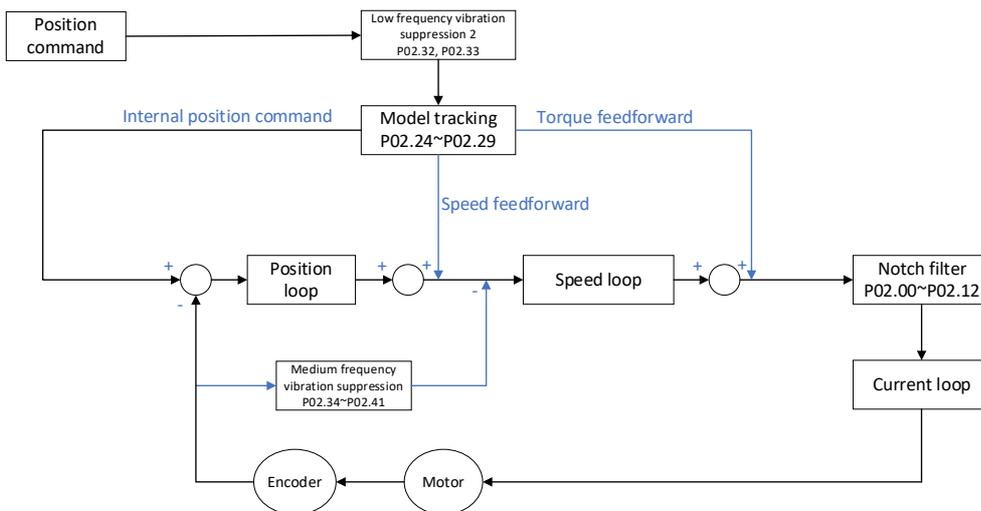 Position
command
Low frequency vibration
suppression 2
P02.32, P02.33
Internal position command
Model tracking
P02.24~P02.29
Torque feedforward
Speed feedforward
+
-
Position
loop
+
+
-
Speed loop
+
+
Notch filter
P02.00~P02.12
Medium frequency
vibration suppression
P02.34~P02.41
Current loop
Encoder
Motor